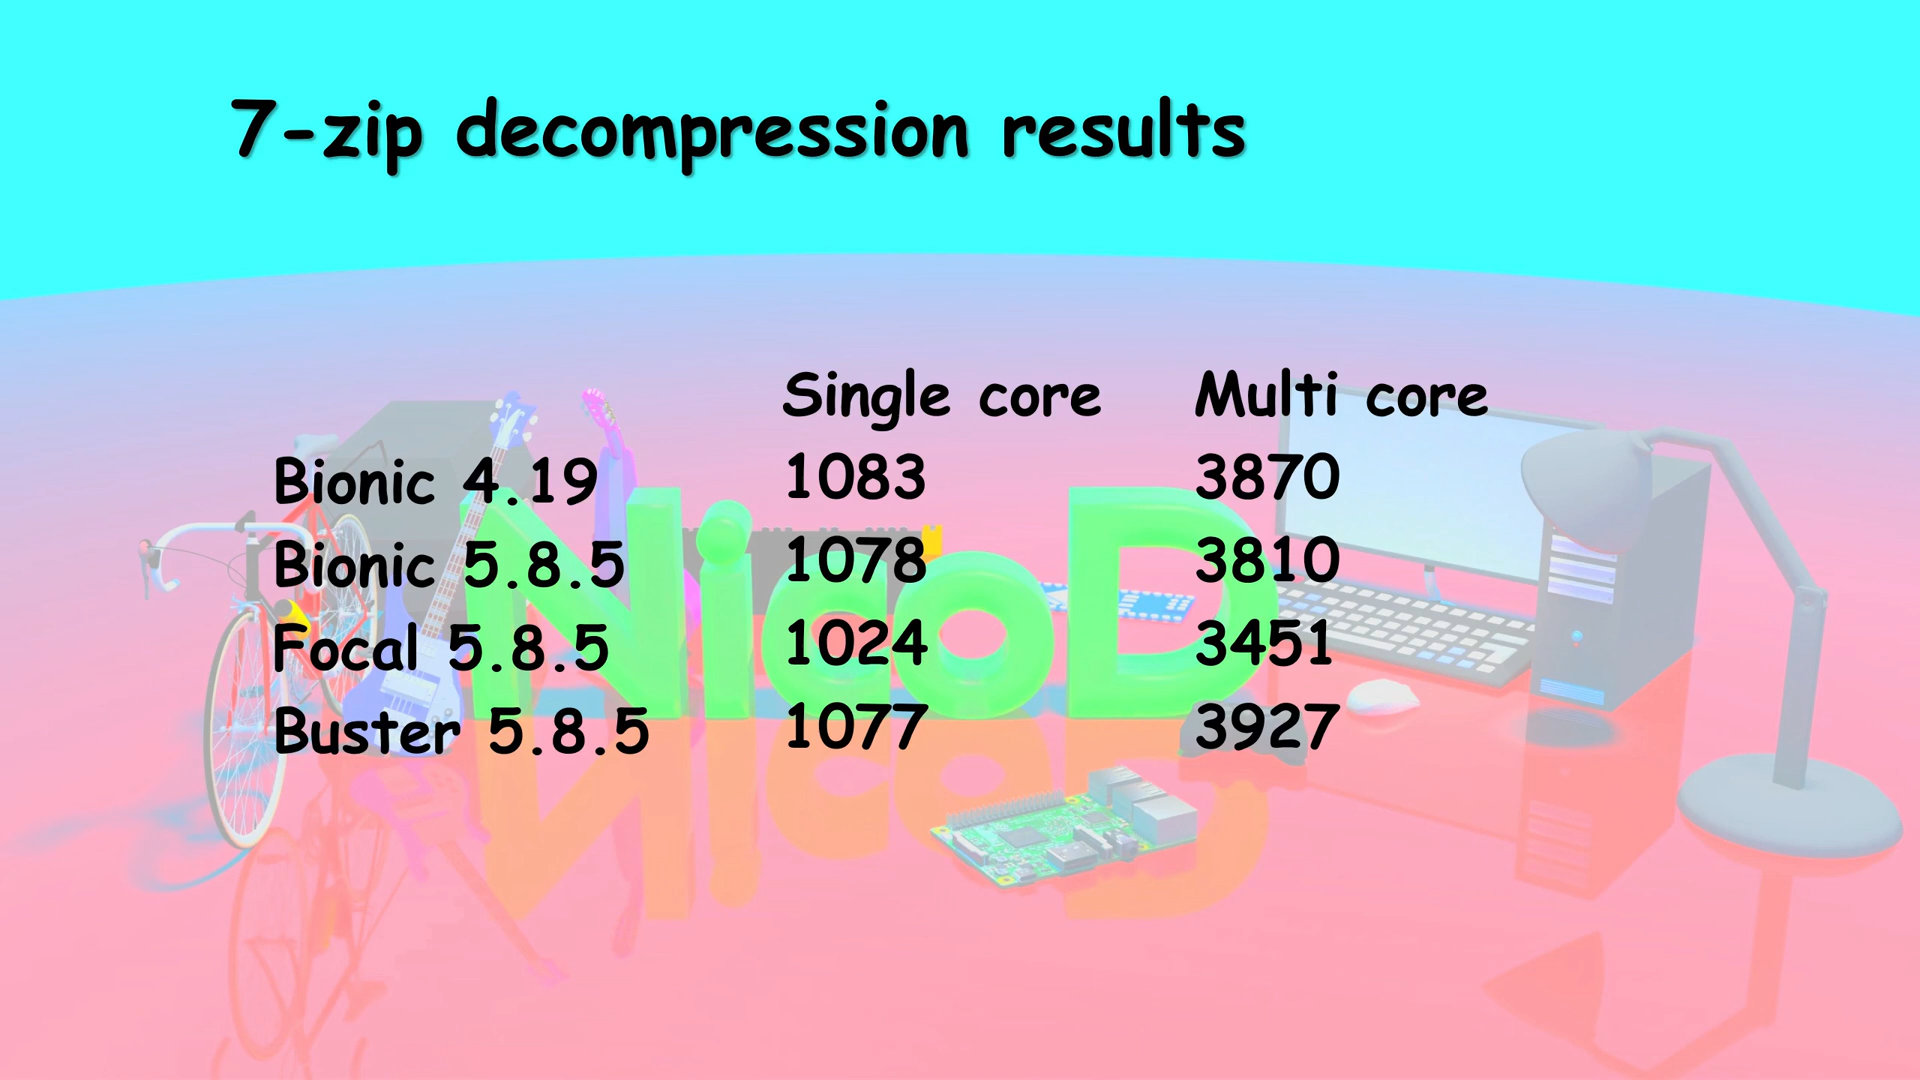 7-zip decompression results
Single core Multi core
Bionic 4.19 1083 3870
Bionic 5.8.5 1078 3810
Focal 5.8.5 1024 3451
Buster 5.8.5 1077 3927
NicoD